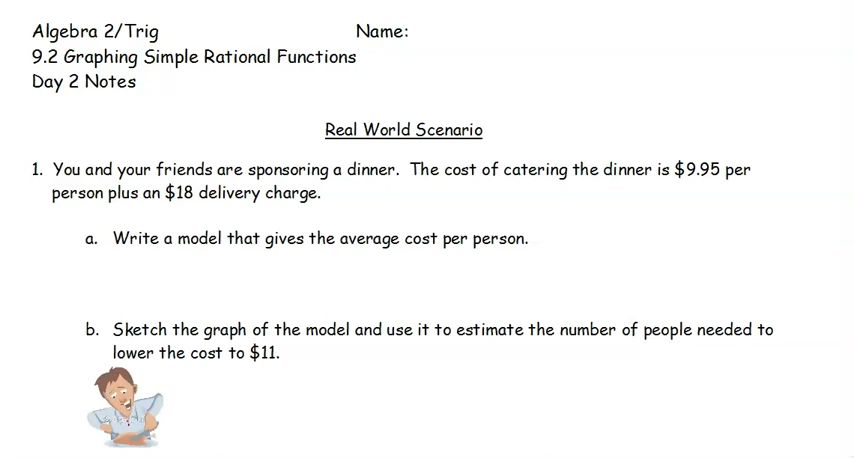 Algebra 2/Trig Name:
9.2 Graphing Simple Rational Functions
Day 2 Notes
Real World Scenario
1. You and your friends are sponsoring a dinner. The cost of catering the dinner is $9.95 per
person plus an $18 delivery charge.
a. Write a model that gives the average cost per person.
b. Sketch the graph of the model and use it to estimate the number of people needed to
lower the cost to $11.